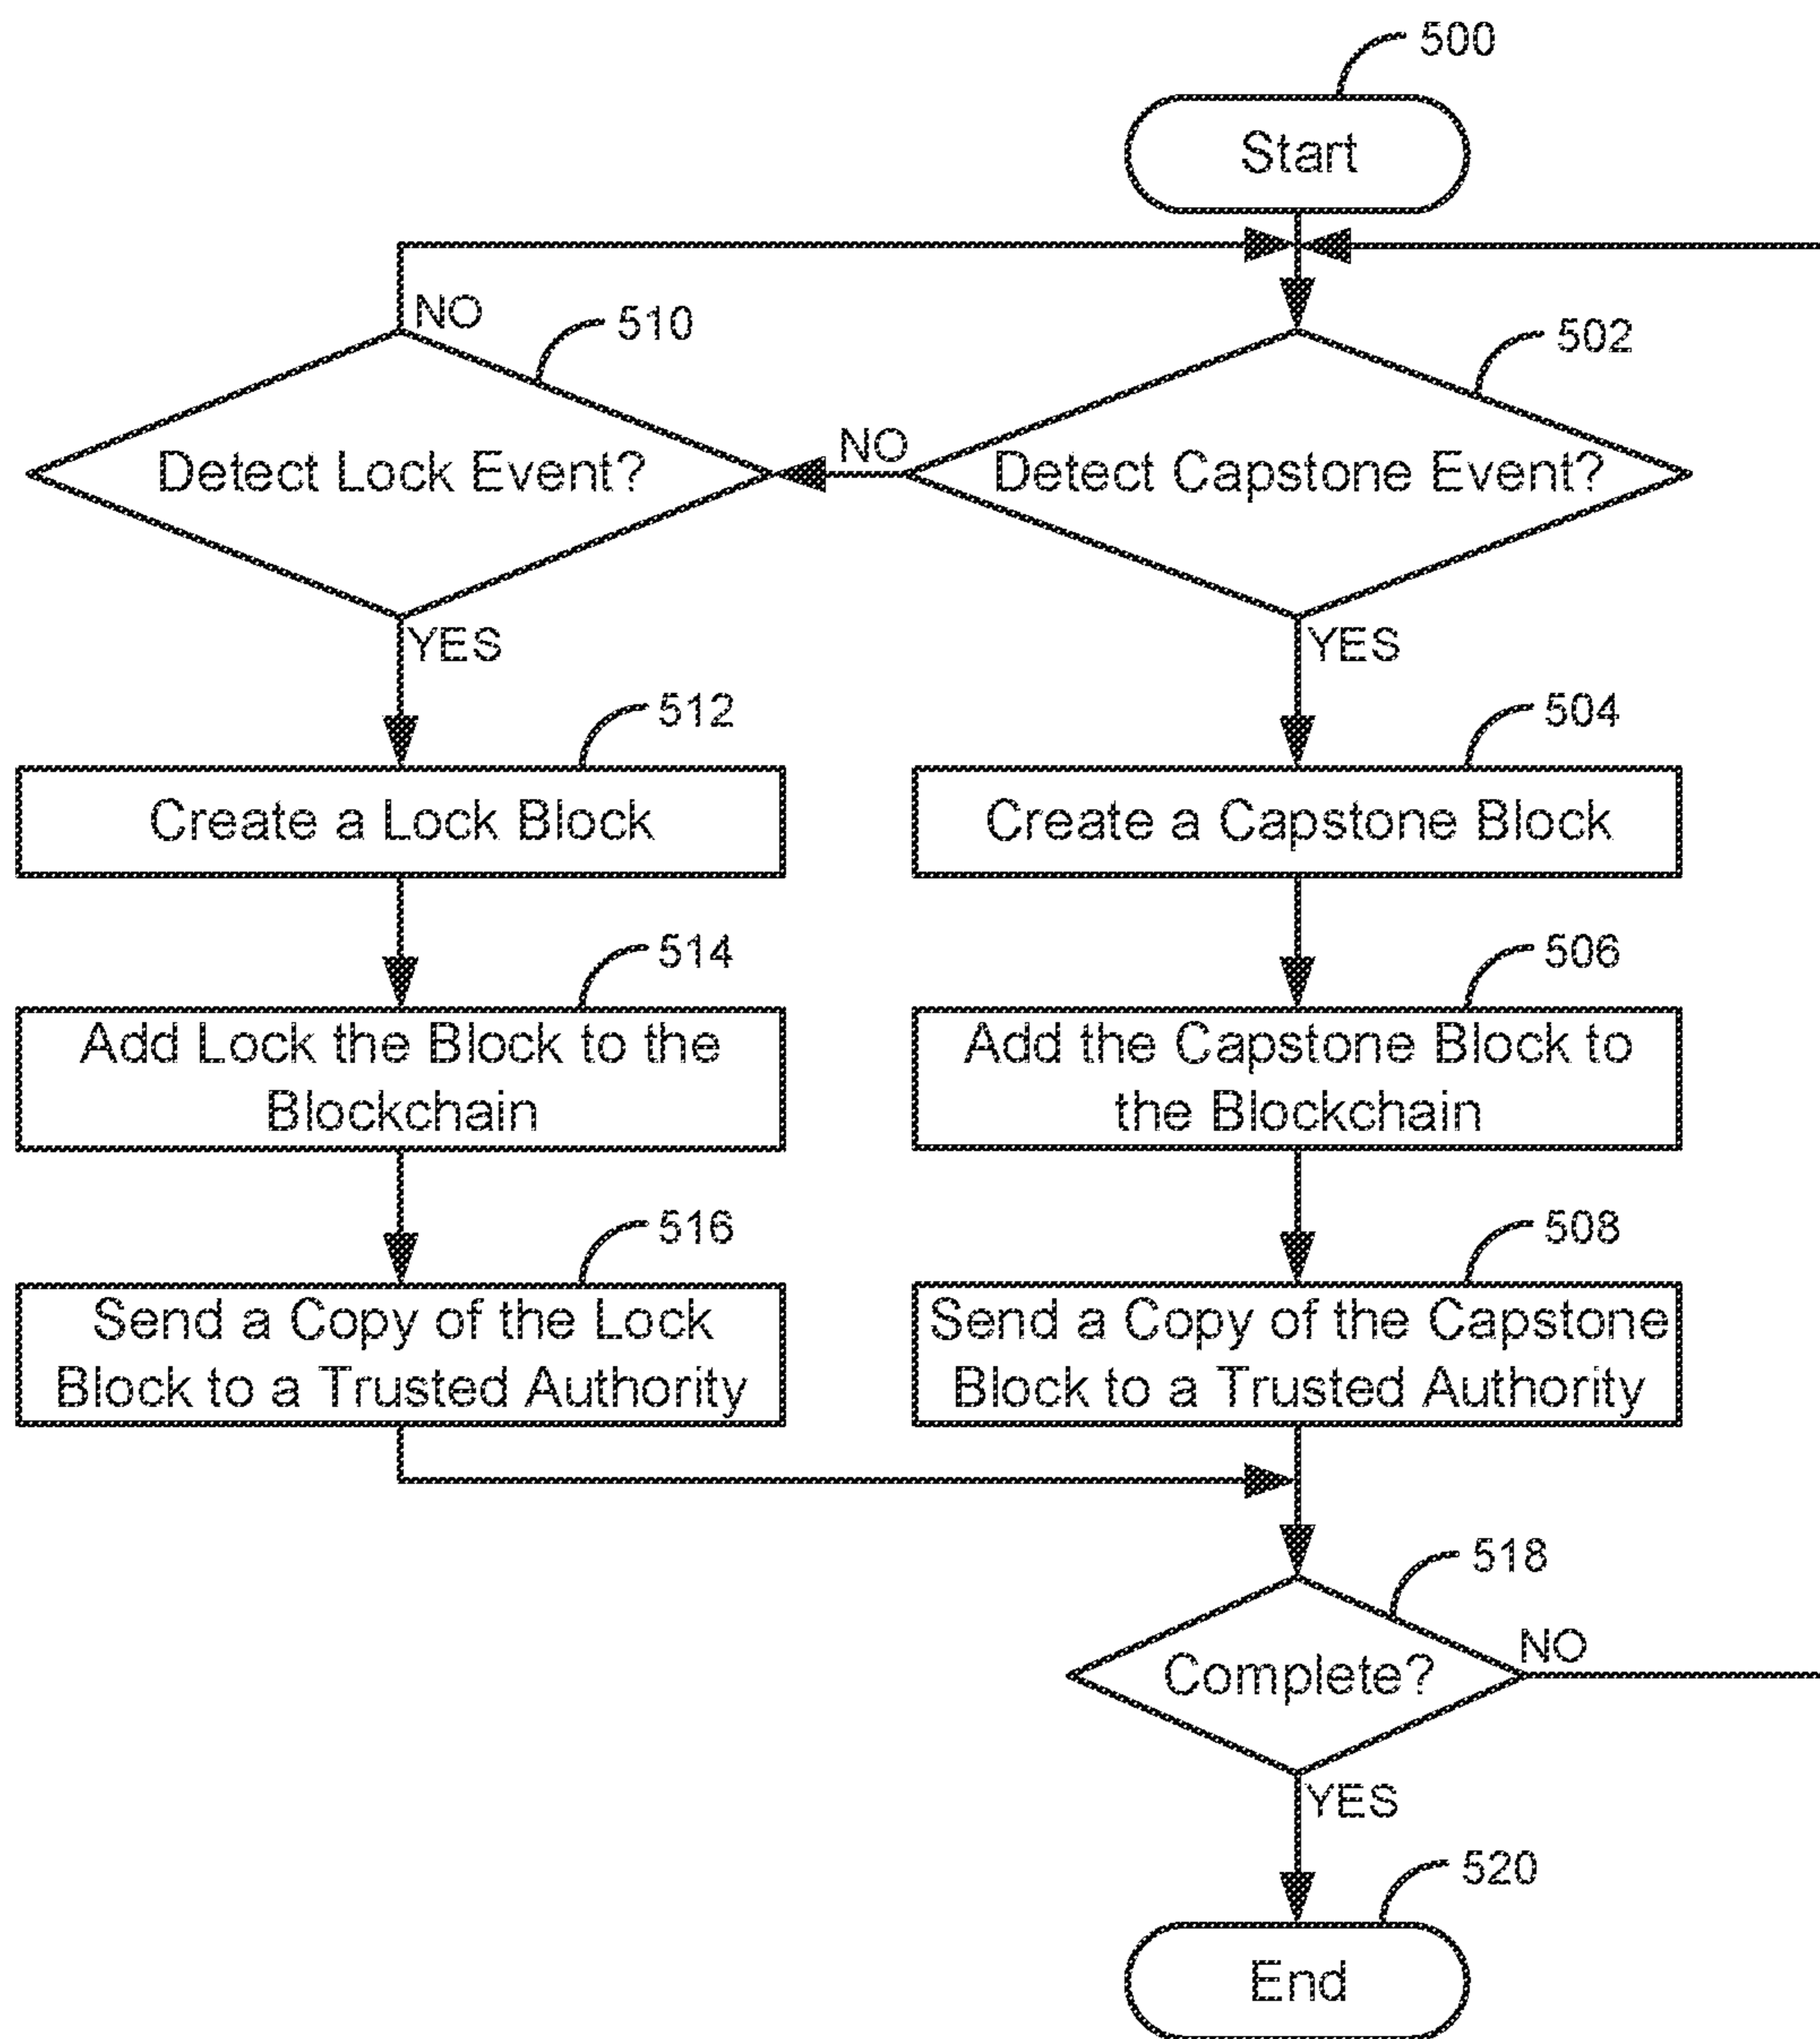 500
Start
NO
510
502
Detect Lock Event?
NO
Detect Capstone Event?
YES
YES
512
504
Create a Lock Block
Create a Capstone Block
514
506
Add Lock the Block to the
Blockchain
Add the Capstone Block to
the Blockchain
516
508
Send a Copy of the Lock
Block to a Trusted Authority
Send a Copy of the Capstone
Block to a Trusted Authority
518
Complete?
NO
YES
520
End